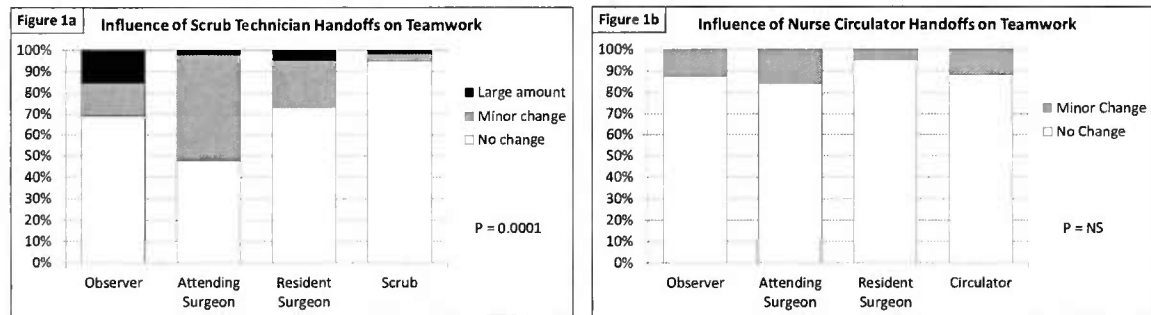 Figure 1a
Influence of Scrub Technician Handoffs on Teamwork
100%
90%
80%
70%
60%
50%
40%
30%
20%
10%
0%
Large amount
Minor change
No change
P = 0.0001
Observer
Attending
Surgeon
Resident
Surgeon
Scrub
Figure 1b
Influence of Nurse Circulator Handoffs on Teamwork
100%
90%
80%
70%
60%
50%
40%
30%
20%
10%
0%
Minor Change
No Change
P = NS
Observer
Attending
Surgeon
Resident
Surgeon
Circulator